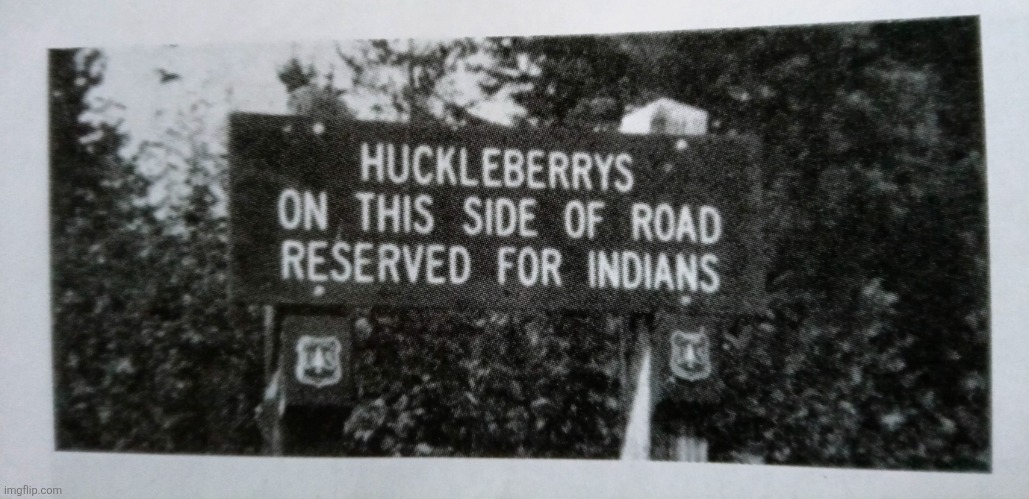 HUCKLEBERRYS
ON THIS SIDE OF ROAD
RESERVED FOR INDIANS
imgflip.com